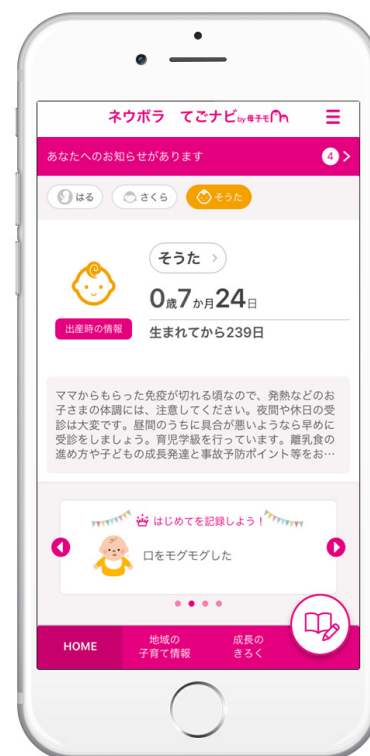 ネウボラ てごナビby母子モ
あなたへのお知らせがあります 4
はる さくら そうた
そうた
0歳7か月24日
出産時の情報
生まれてから239日
ママからもらった免疫が切れる頃なので、発熱などのお
子さまの体調には、注意してください。夜間や休日の受
診は大変です。昼間のうちに具合が悪いようなら早めに
受診をしましょう。育児学級を行っています。離乳食の
進め方や子どもの成長発達と事故予防ポイント等をお…
はじめてを記録しよう!
口をモグモグした
HOME
地域の
子育て情報
成長の
きろく